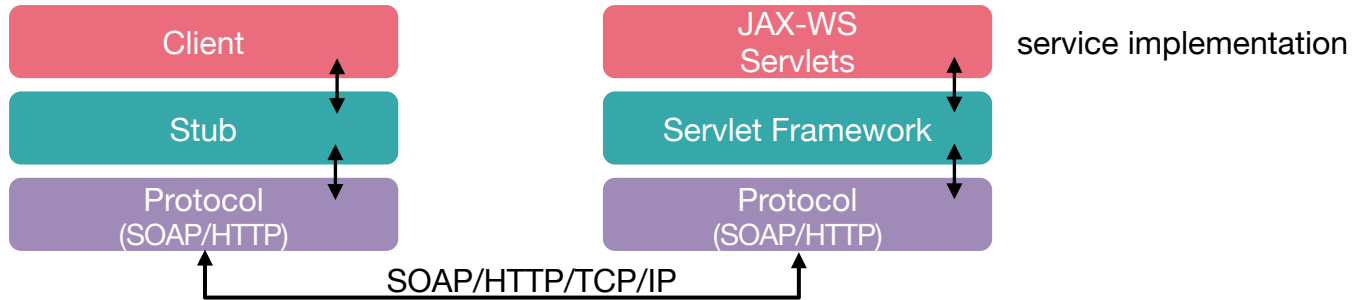 Client
JAX-WS
Servlets
service implementation
Stub
Servlet Framework
Protocol
(SOAP/HTTP)
Protocol
(SOAP/HTTP)
SOAP/HTTP/TCP/IP